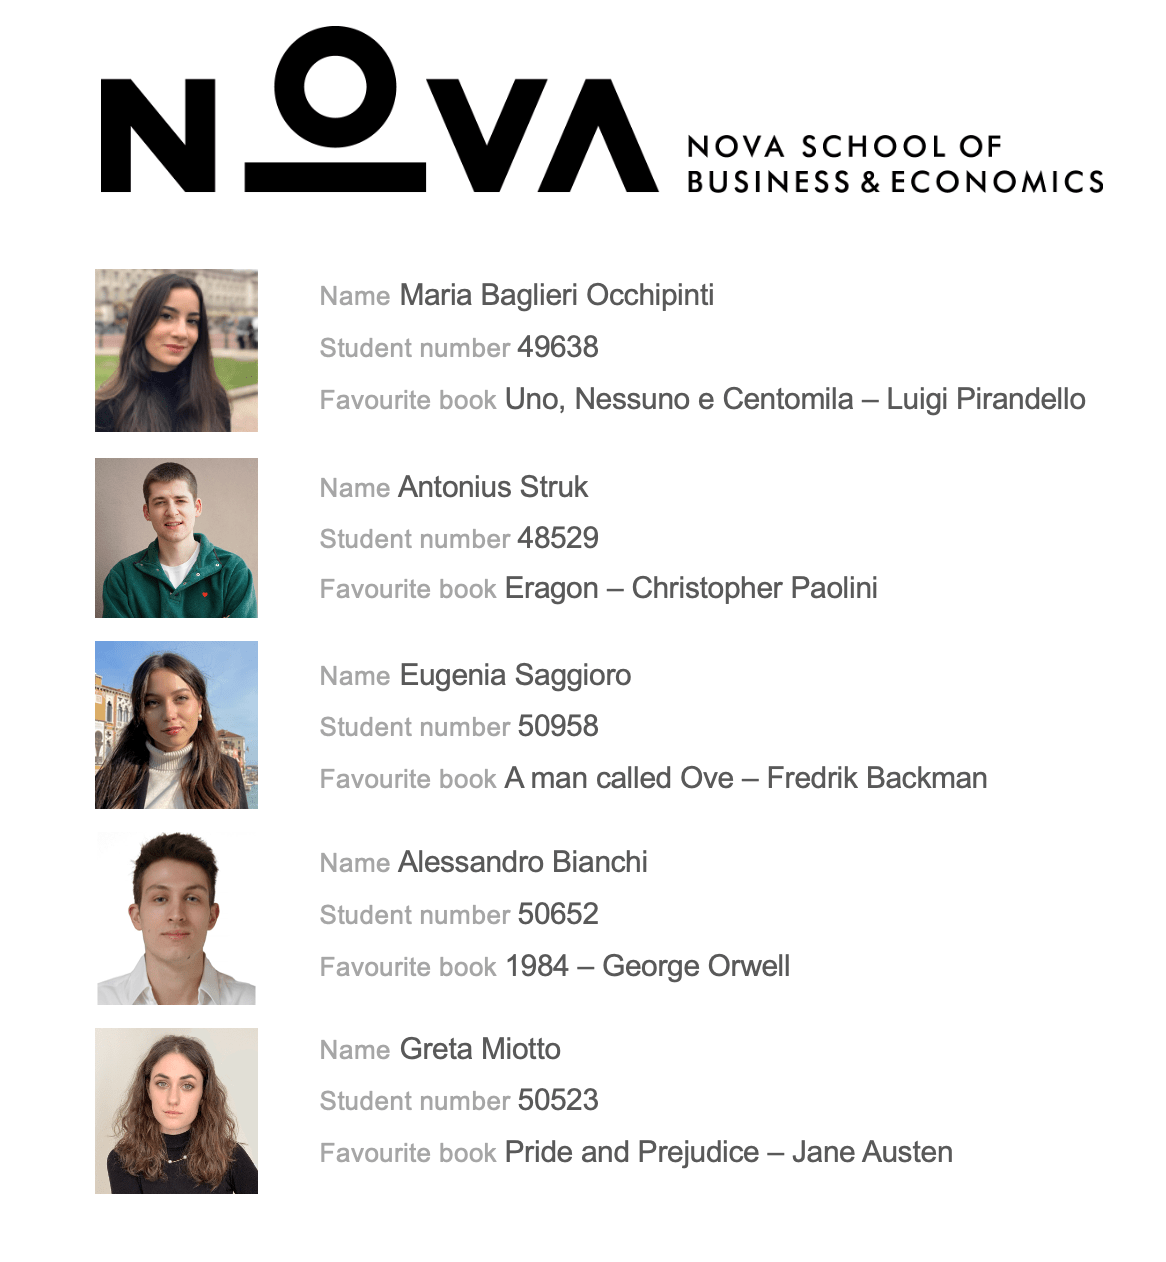 NOVA
NOVA SCHOOL OF
BUSINESS & ECONOMICS
Name Maria Baglieri Occhipinti
Student number 49638
Favourite book Uno, Nessuno e Centomila – Luigi Pirandello
Name Antonius Struk
Student number 48529
Favourite book Eragon – Christopher Paolini
Name Eugenia Saggioro
Student number 50958
Favourite book A man called Ove – Fredrik Backman
Name Alessandro Bianchi
Student number 50652
Favourite book 1984 – George Orwell
Name Greta Miotto
Student number 50523
Favourite book Pride and Prejudice – Jane Austen